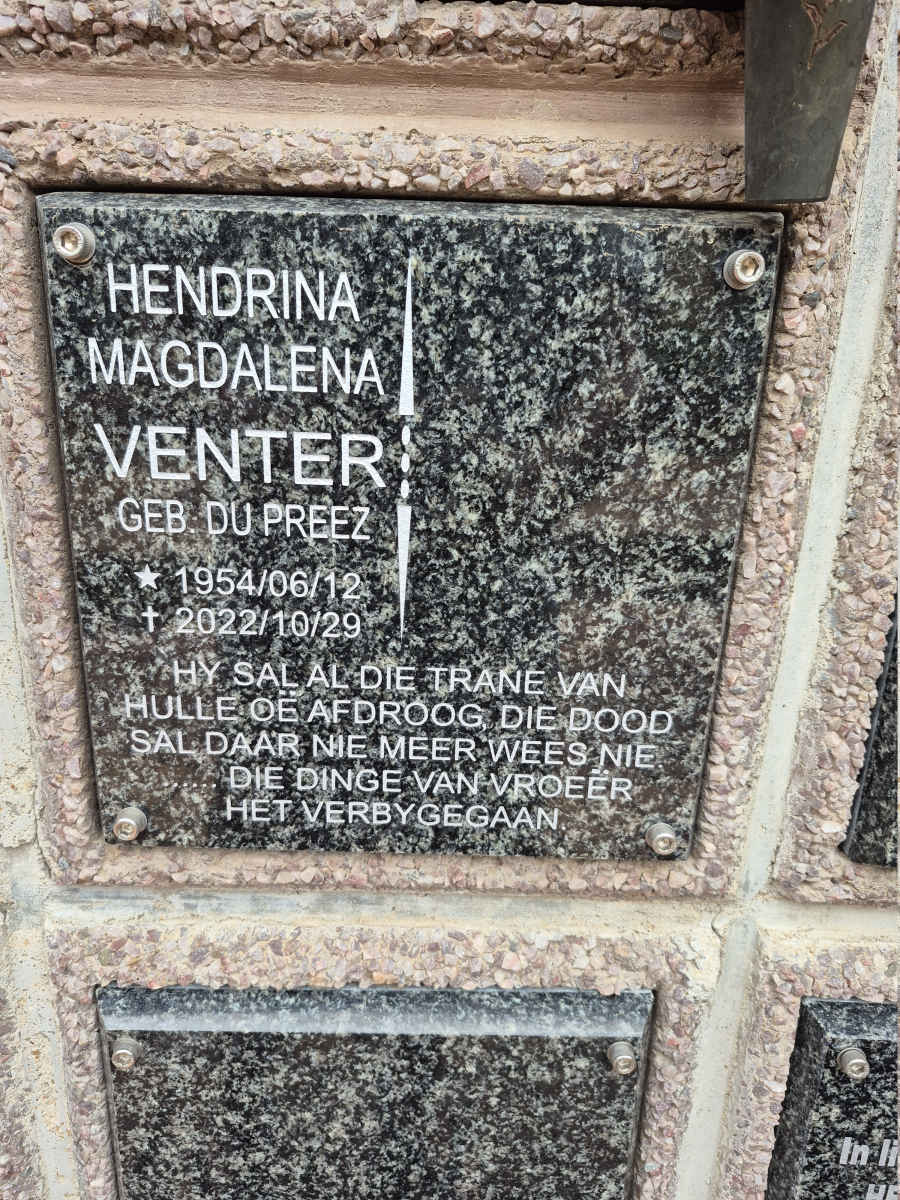 HENDRINA
MAGDALENA
VENTER
GEB. DU PREEZ
★ 1954/06/12
✝ 2022/10/29
HY SAL AL DIE TRANE VAN
HULLE OË AFDROOG, DIE DOOD
SAL DAAR NIE MEER WEES NIE.
...... DIE DINGE VAN VROEËR
HET VERBYGEGAAN
In